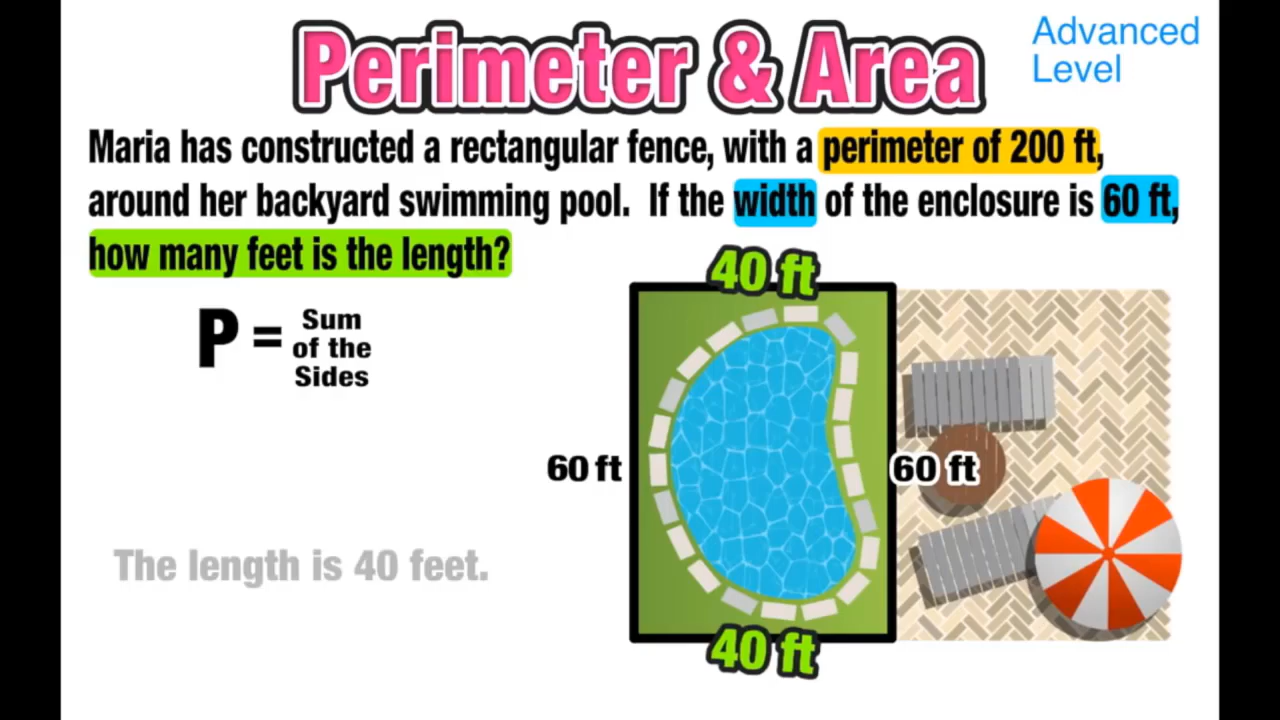 Perimeter & Area
Advanced
Level
Maria has constructed a rectangular fence, with a perimeter of 200 ft,
around her backyard swimming pool. If the width of the enclosure is 60 ft,
how many feet is the length?
40 ft
P = Sum
of the
Sides
60 ft
60 ft
The length is 40 feet.
40 ft